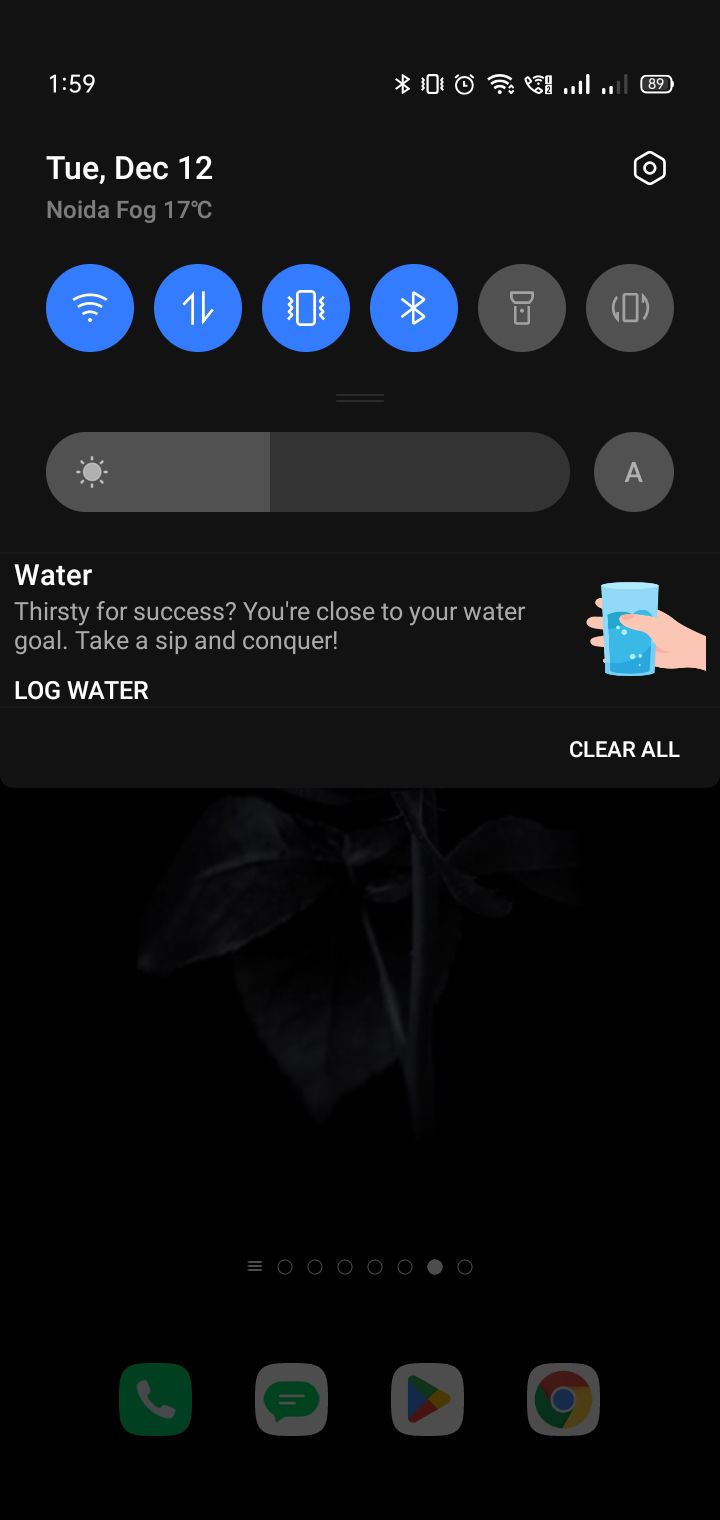 1:59
89
Tue, Dec 12
Noida Fog 17℃
A
Water
Thirsty for success? You're close to your water
goal. Take a sip and conquer!
LOG WATER
CLEAR ALL